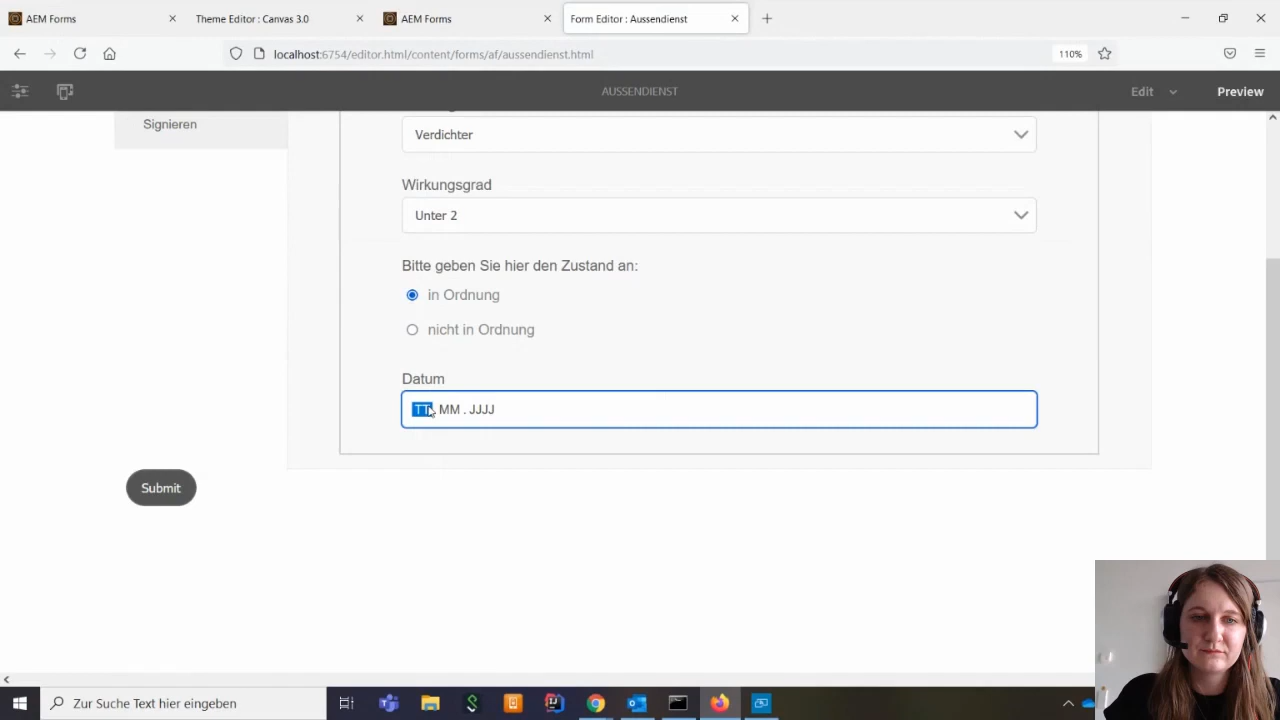 AEM Forms
Theme Editor : Canvas 3.0
AEM Forms
Form Editor : Aussendienst
localhost:6754/editor.html/content/forms/af/aussendienst.html
110%
AUSSENDIENST
Edit
Preview
Signieren
Verdichter
Wirkungsgrad
Unter 2
Bitte geben Sie hier den Zustand an:
in Ordnung
nicht in Ordnung
Datum
TT . MM . JJJJ
Submit
Zur Suche Text hier eingeben